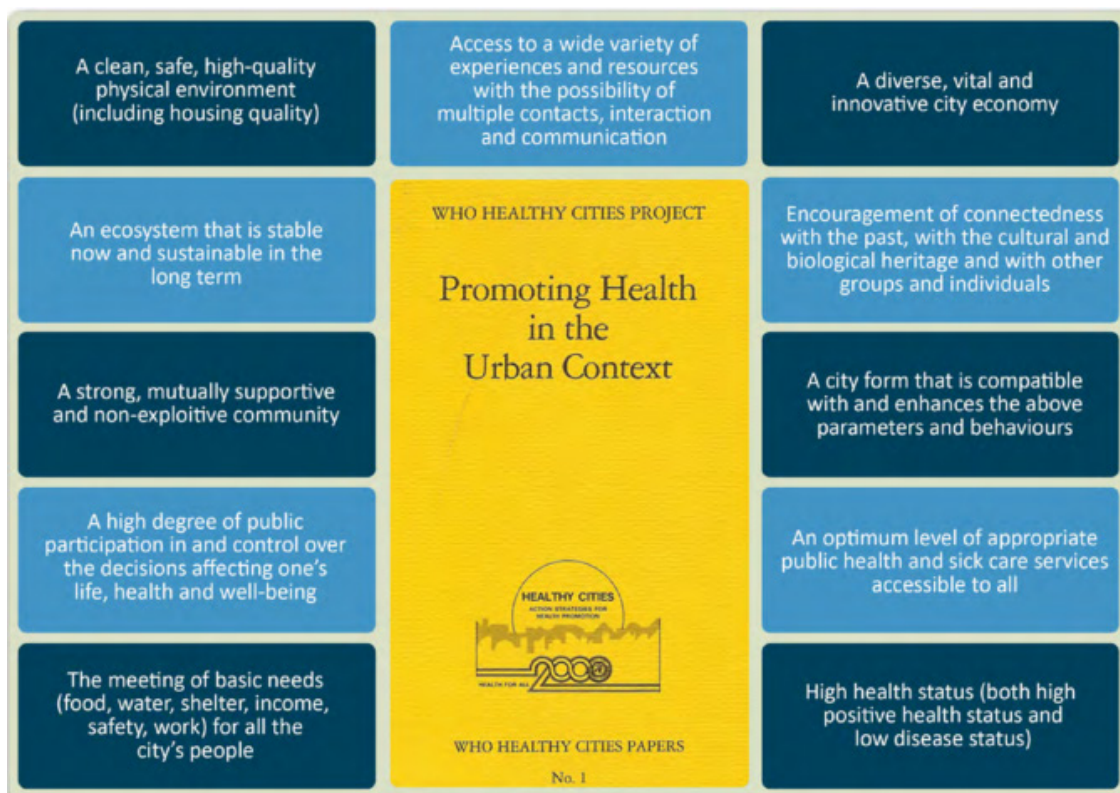 A clean, safe, high-quality
physical environment
(including housing quality)
An ecosystem that is stable
now and sustainable in the
long term
A strong, mutually supportive
and non-exploitive community
A high degree of public
participation in and control over
the decisions affecting one's
life, health and well-being
The meeting of basic needs
(food, water, shelter, income,
safety, work) for all the
city's people
Access to a wide variety of
experiences and resources
with the possibility of
multiple contacts, interaction
and communication
WHO HEALTHY CITIES PROJECT
Promoting Health
in the
Urban Context
HEALTHY CITIES
ACTION STRATEGIES FOR
HEALTH PROMOTION
2000
HEALTH FOR ALL
WHO HEALTHY CITIES PAPERS
No. 1
A diverse, vital and
innovative city economy
Encouragement of connectedness
with the past, with the cultural and
biological heritage and with other
groups and individuals
A city form that is compatible
with and enhances the above
parameters and behaviours
An optimum level of appropriate
public health and sick care services
accessible to all
High health status (both high
positive health status and
low disease status)